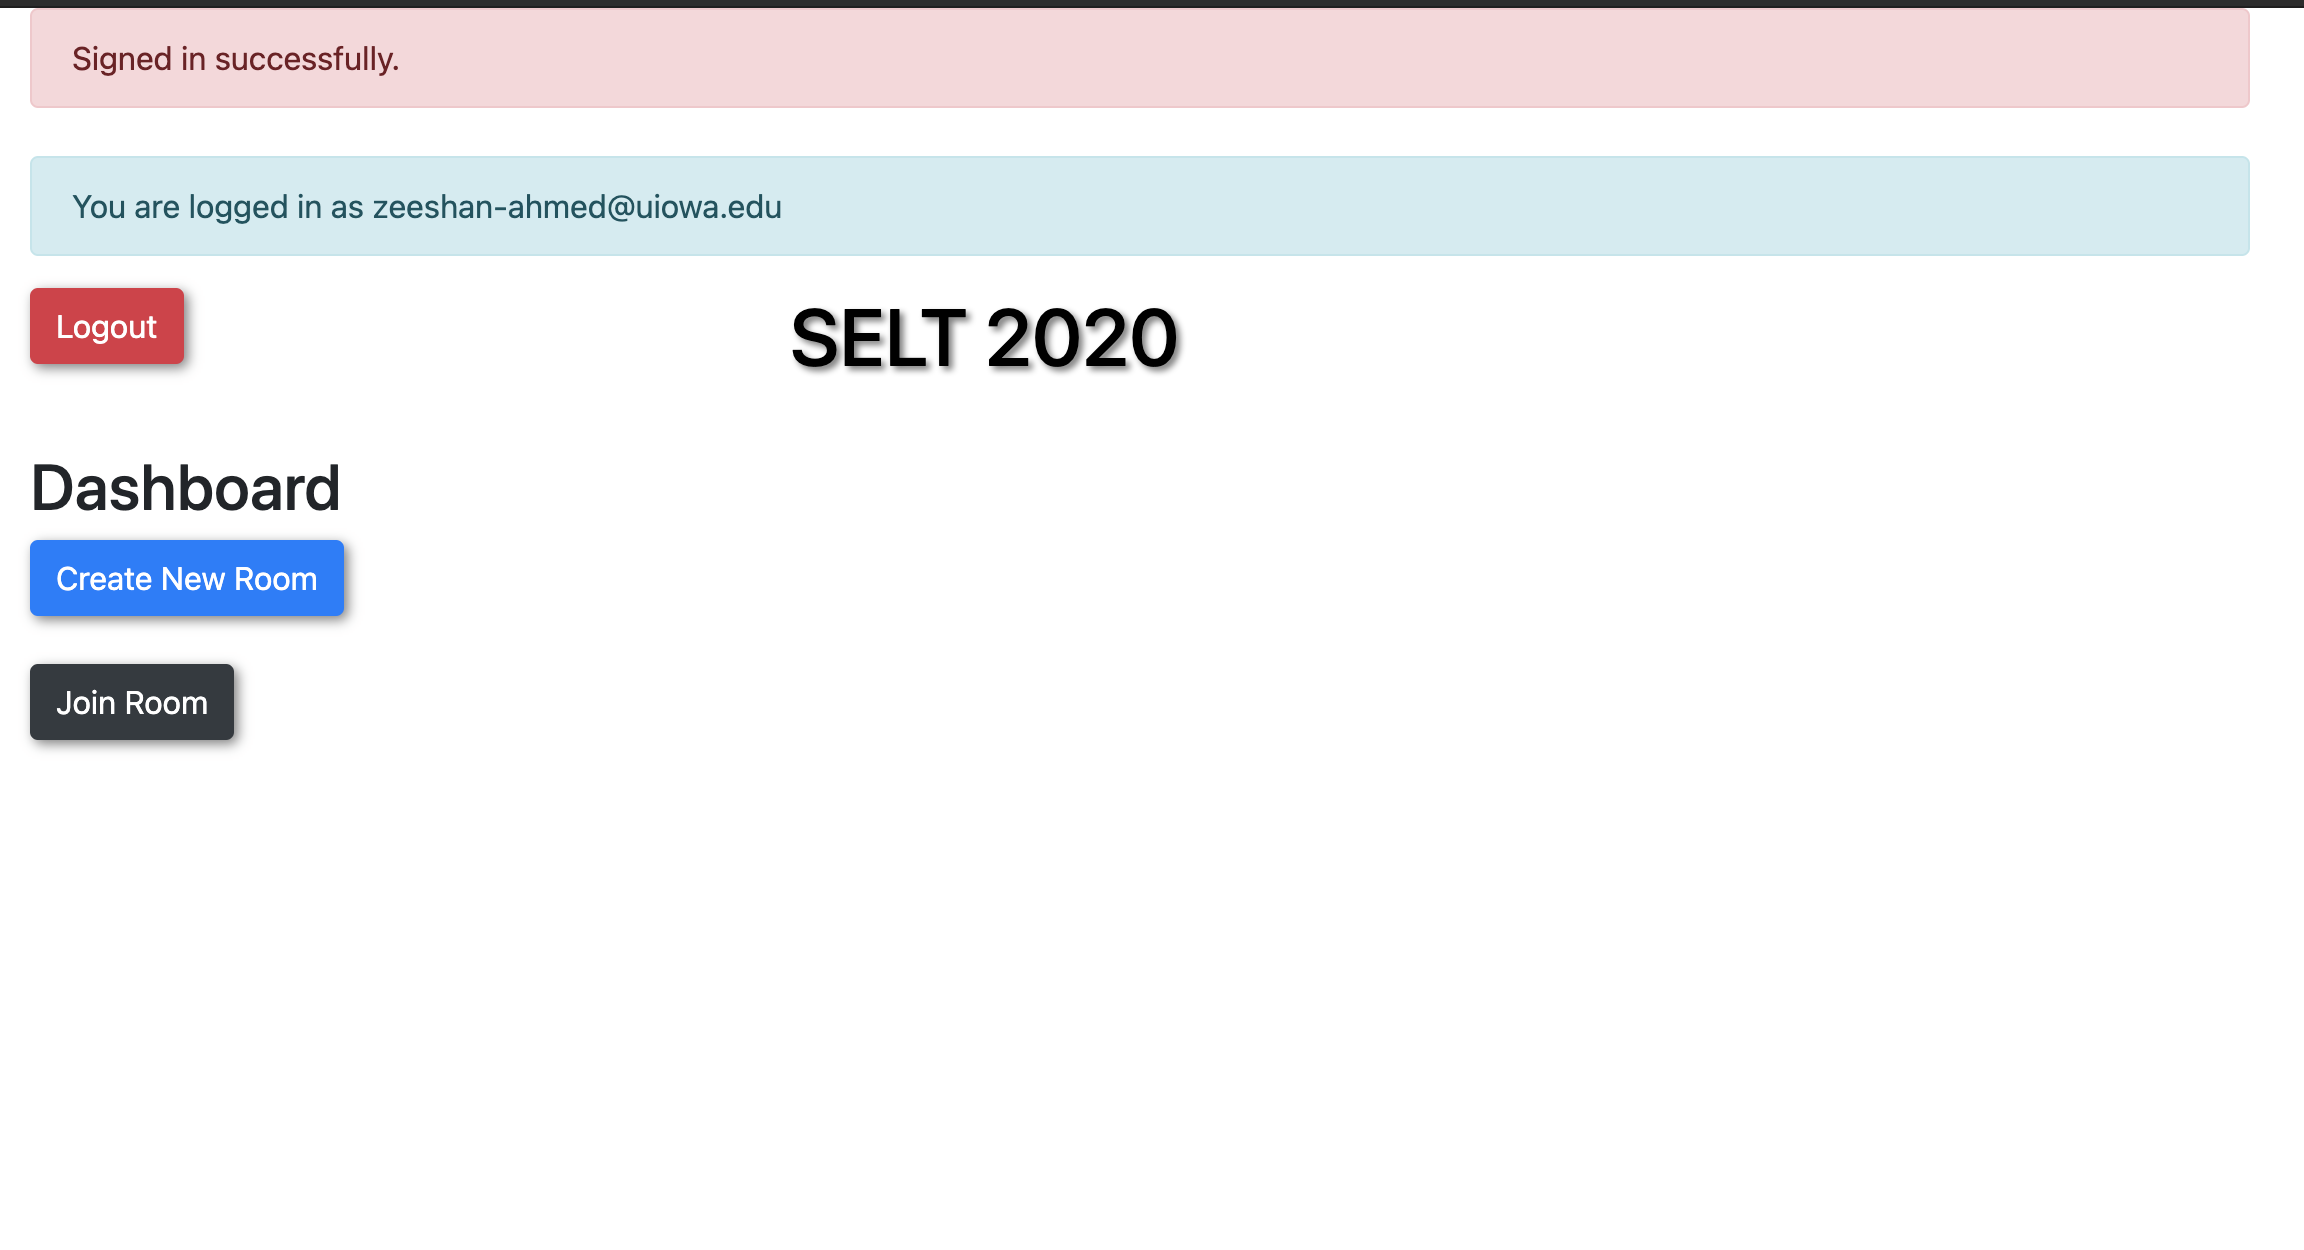 Signed in successfully.
You are logged in as zeeshan-ahmed@uiowa.edu
Logout
SELT 2020
Dashboard
Create New Room
Join Room